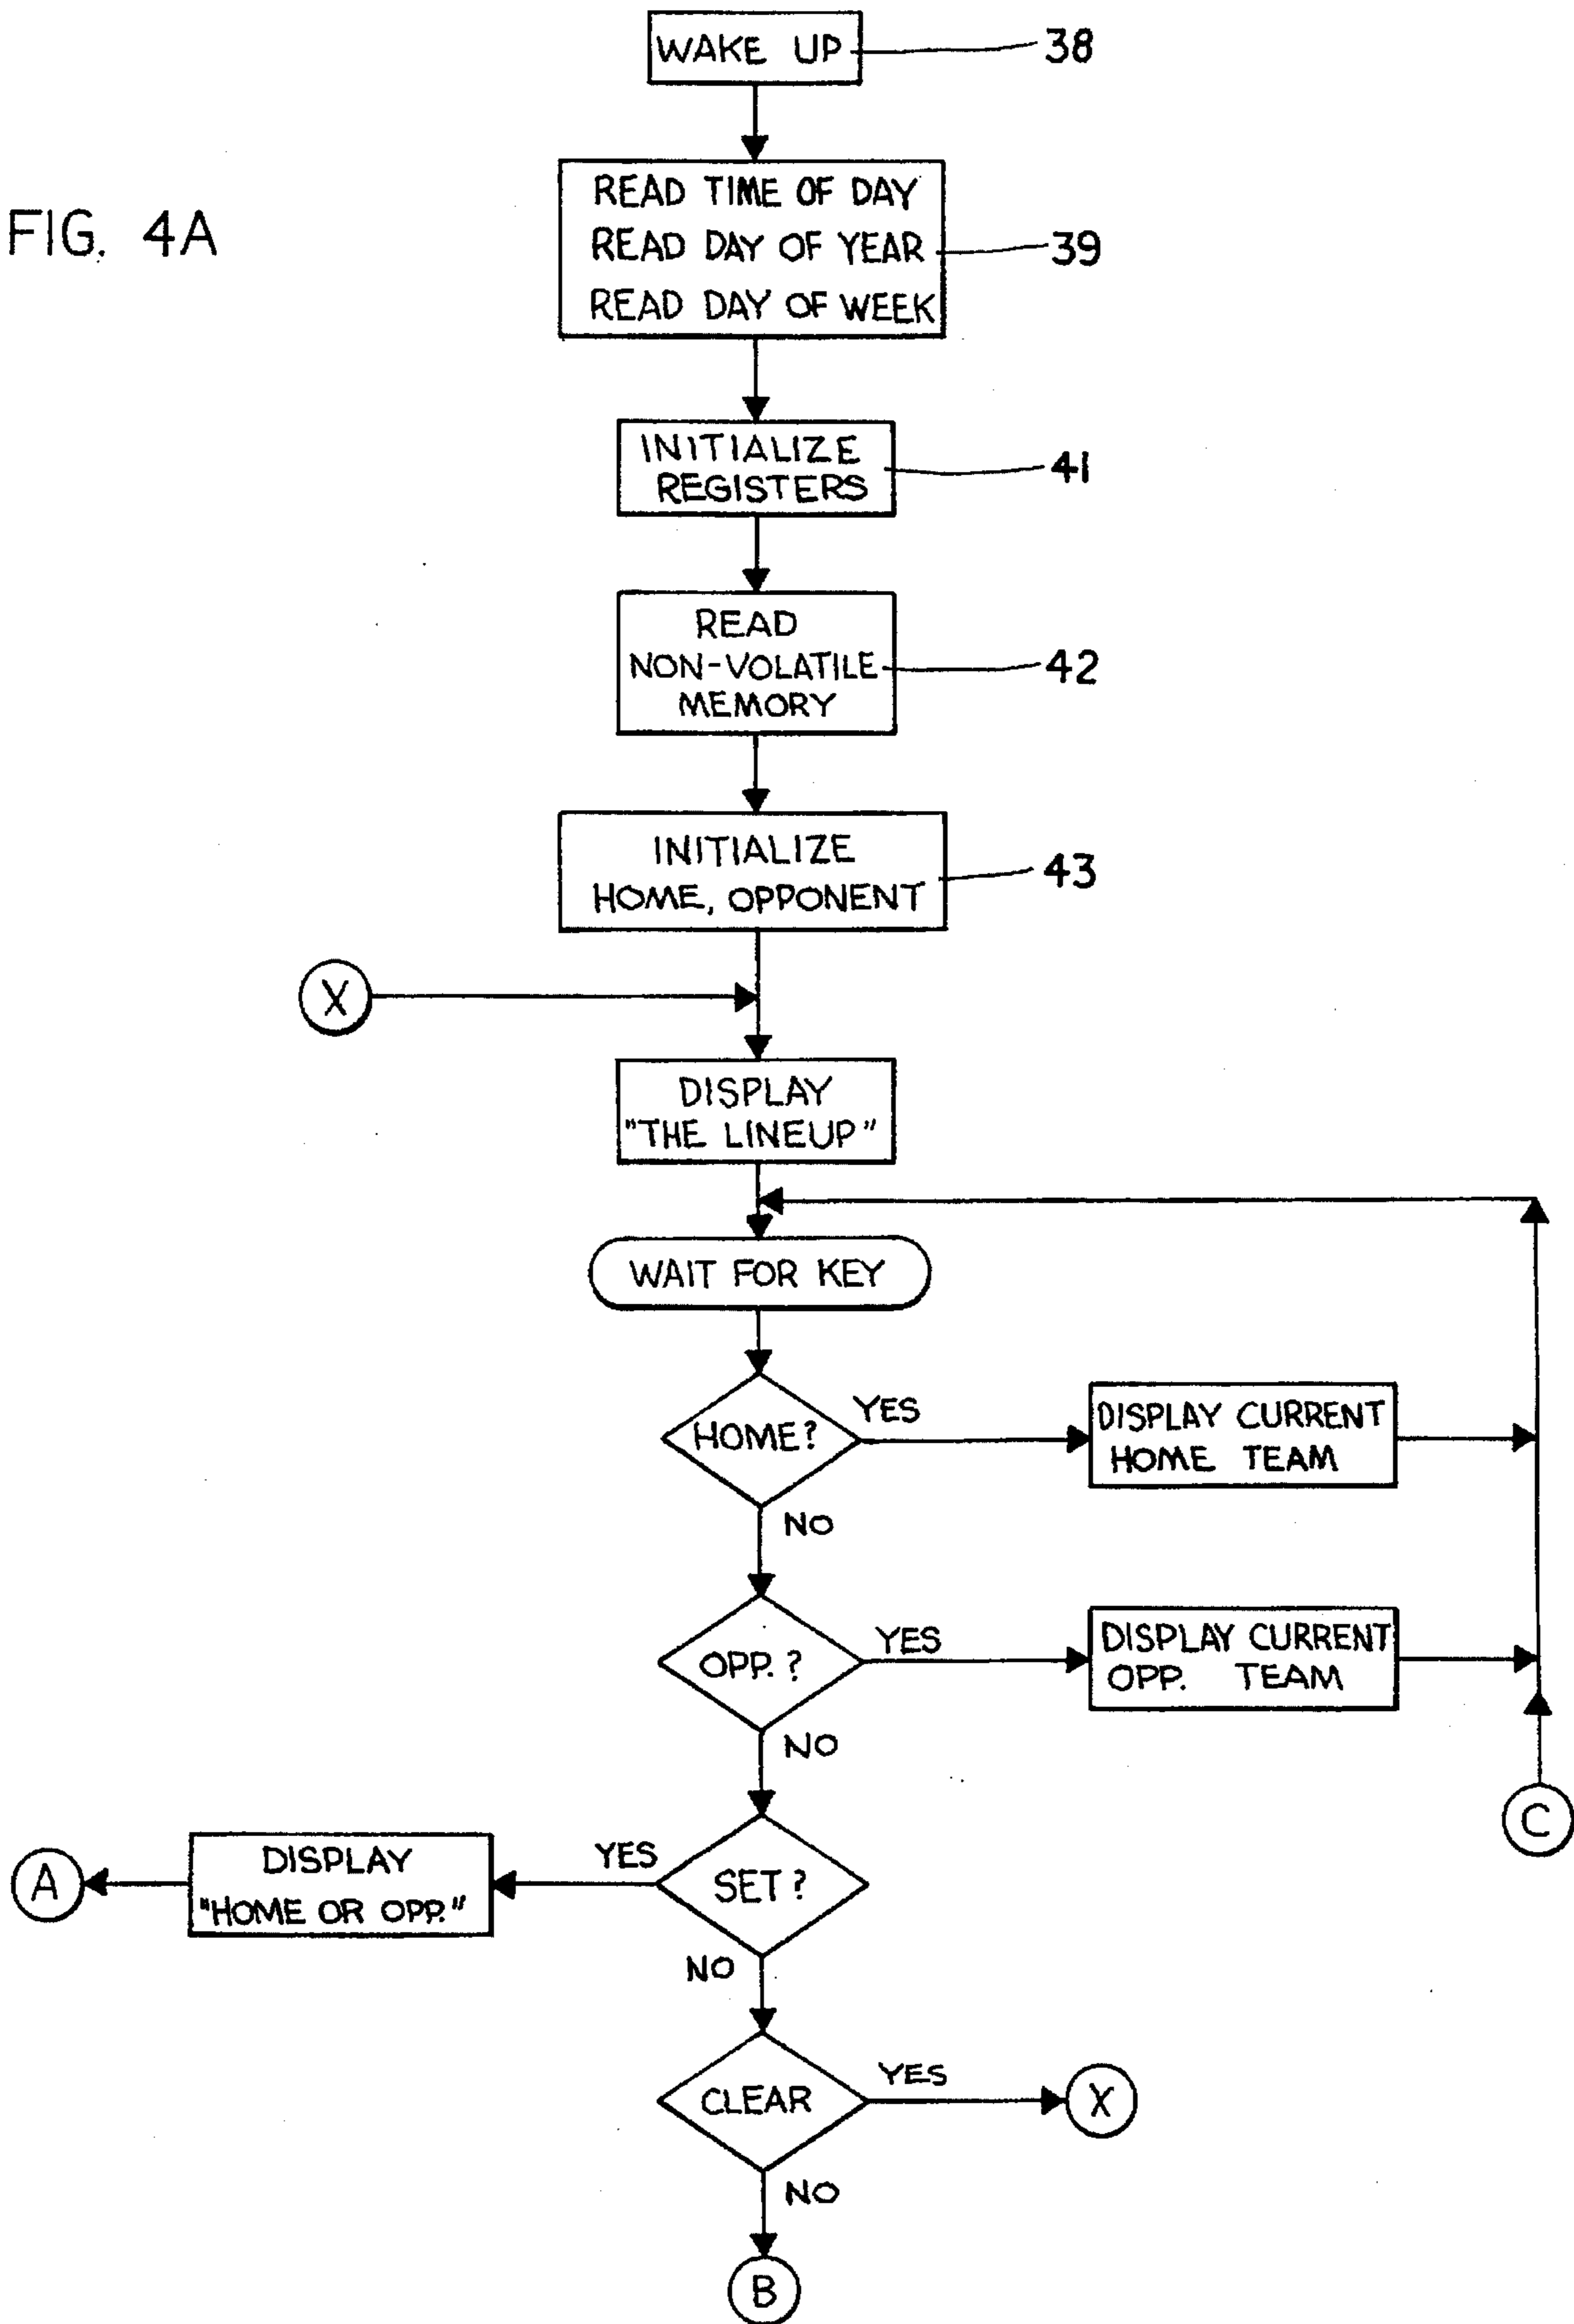 WAKE UP
38
FIG. 4A
READ TIME OF DAY
READ DAY OF YEAR
READ DAY OF WEEK
39
INITIALIZE
REGISTERS
41
READ
NON-VOLATILE
MEMORY
42
INITIALIZE
HOME, OPPONENT
43
X
DISPLAY
"THE LINEUP"
WAIT FOR KEY
HOME?
YES
DISPLAY CURRENT
HOME TEAM
NO
OPP.?
YES
DISPLAY CURRENT
OPP. TEAM
NO
C
A
DISPLAY
"HOME OR OPP."
YES
SET?
NO
CLEAR
YES
X
NO
B